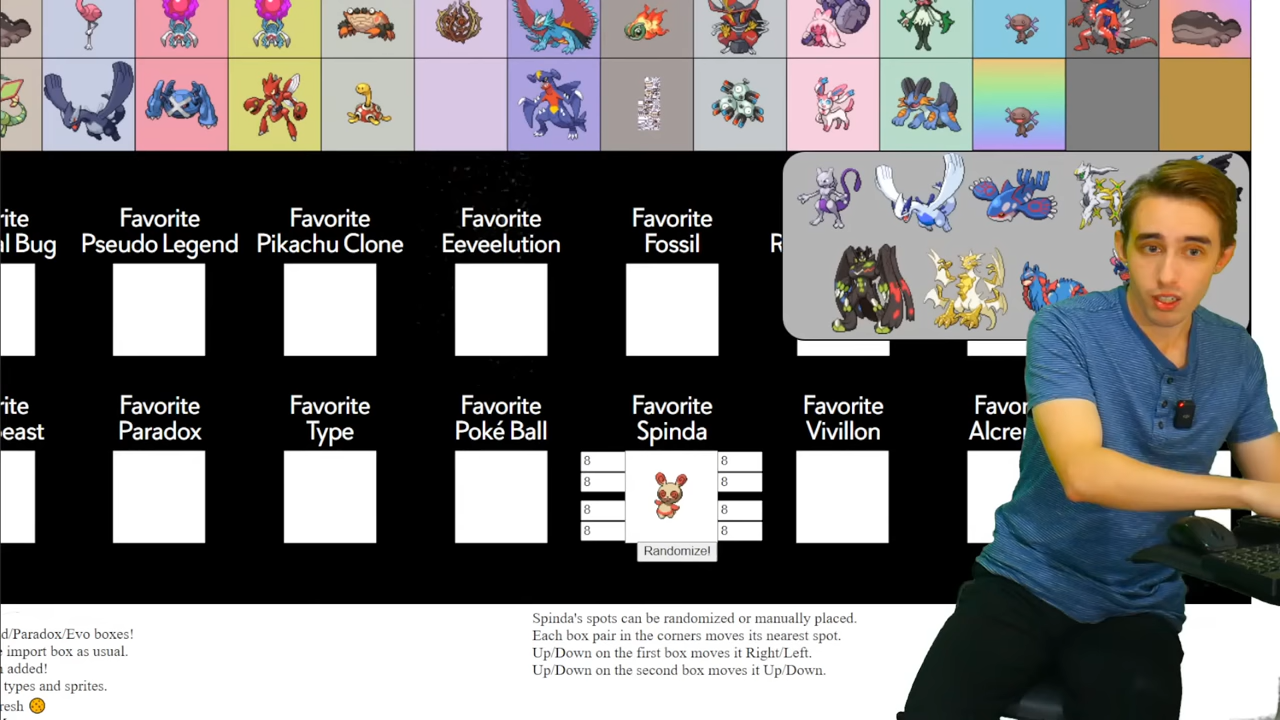 rite
al Bug
Favorite
Pseudo Legend
Favorite
Pikachu Clone
Favorite
Eeveelution
Favorite
Fossil
R
rite
east
Favorite
Paradox
Favorite
Type
Favorite
Poké Ball
Favorite
Spinda
Favorite
Vivillon
Favor
Alcrem
8
8
8
8
8
8
8
8
Randomize!
d/Paradox/Evo boxes!
e import box as usual.
n added!
types and sprites.
resh
Spinda's spots can be randomized or manually placed.
Each box pair in the corners moves its nearest spot.
Up/Down on the first box moves it Right/Left.
Up/Down on the second box moves it Up/Down.